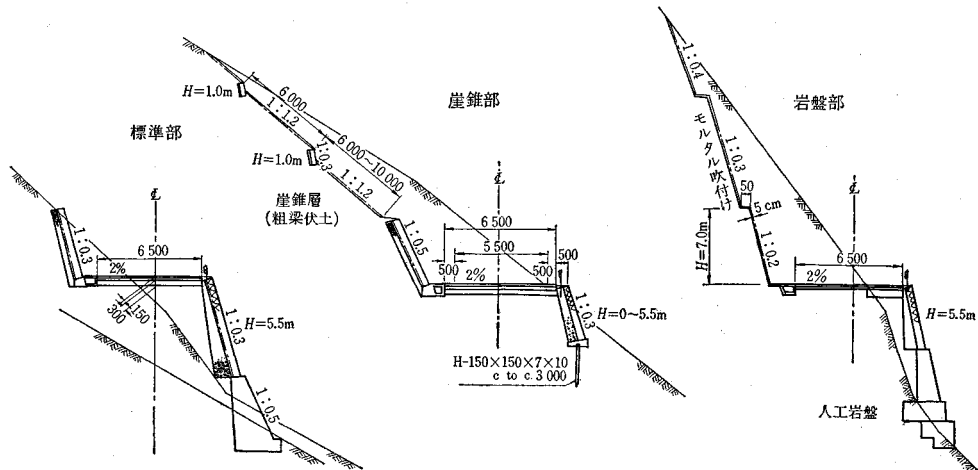 標準部
℄
6 500
2%
1:0.3
300
150
1:0.3
H=5.5m
1:0.5
崖錐部
H=1.0m
6 000
1:1.2
H=1.0m
1:0.3
6 000~10 000
1:1.2
崖錐層
(粗梁伏土)
1:0.5
℄
6 500
5 500
500
500
500
2%
1:0.3
H=0~5.5m
H-150×150×7×10
c to c. 3 000
岩盤部
1:0.4
モルタル吹付け
1:0.3
50
5 cm
H=7.0m
1:0.2
℄
6 500
2%
1:0.3
H=5.5m
人工岩盤